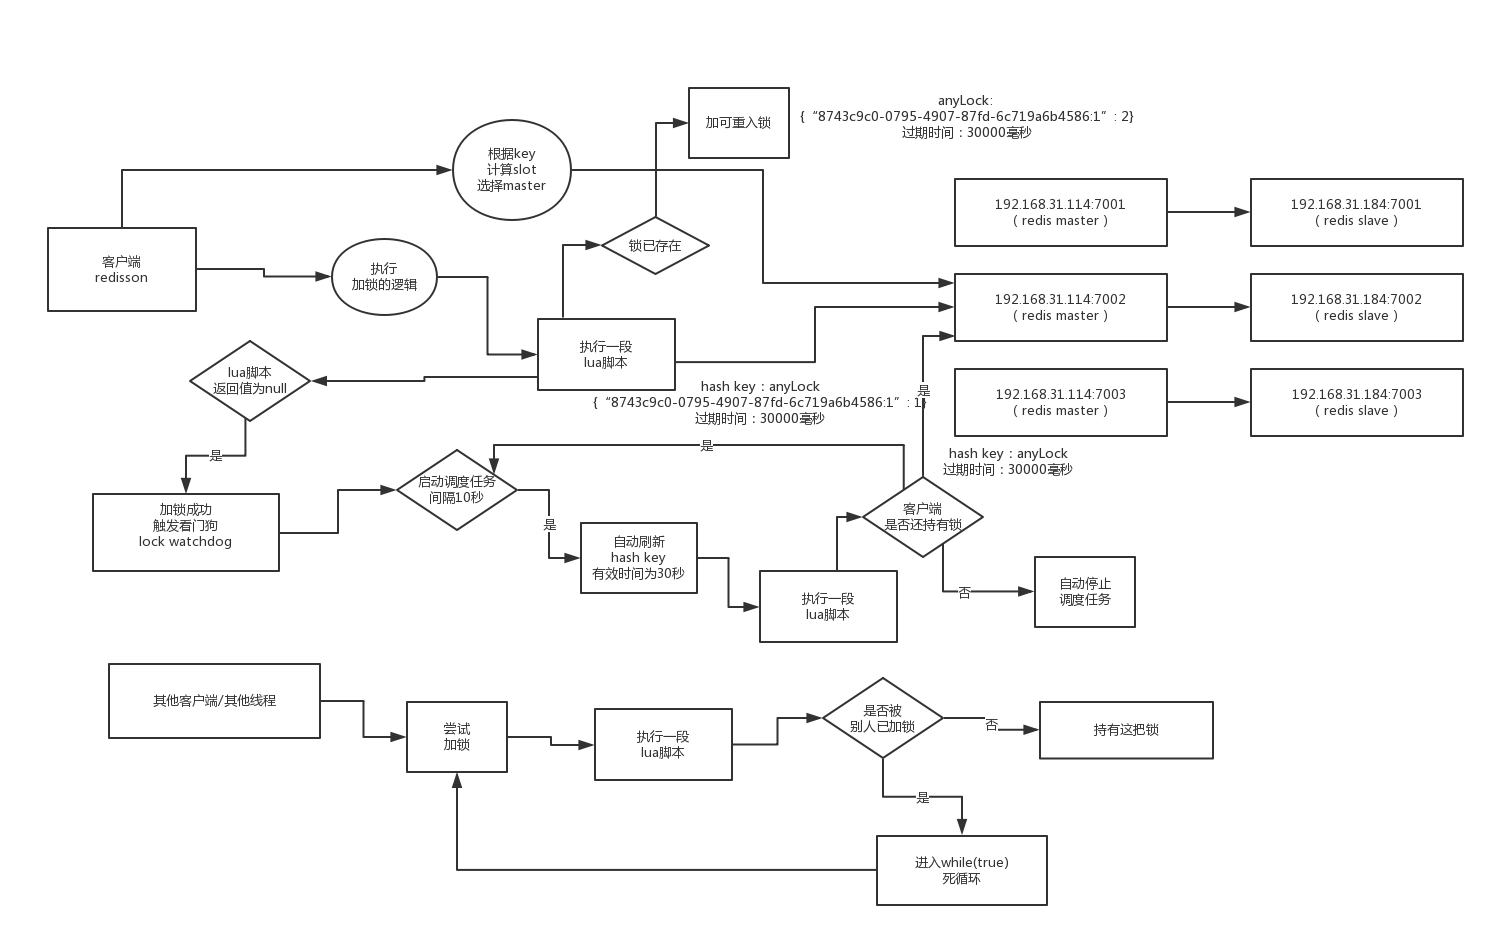 加可重入锁
anyLock:
{“8743c9c0-0795-4907-87fd-6c719a6b4586:1”: 2}
过期时间：30000毫秒
根据key
计算slot
选择master
192.168.31.114:7001
( redis master )
192.168.31.184:7001
( redis slave )
客户端
redisson
执行
加锁的逻辑
锁已存在
192.168.31.114:7002
( redis master )
192.168.31.184:7002
( redis slave )
执行一段
lua脚本
lua脚本
返回值为null
hash key：anyLock
{“8743c9c0-0795-4907-87fd-6c719a6b4586:1”: 1}
过期时间：30000毫秒
是
192.168.31.114:7003
( redis master )
192.168.31.184:7003
( redis slave )
是
是
hash key：anyLock
过期时间：30000毫秒
加锁成功
触发看门狗
lock watchdog
启动调度任务
间隔10秒
是
自动刷新
hash key
有效时间为30秒
执行一段
lua脚本
客户端
是否还持有锁
否
自动停止
调度任务
其他客户端/其他线程
尝试
加锁
执行一段
lua脚本
是否被
别人已加锁
否
持有这把锁
是
进入while(true)
死循环